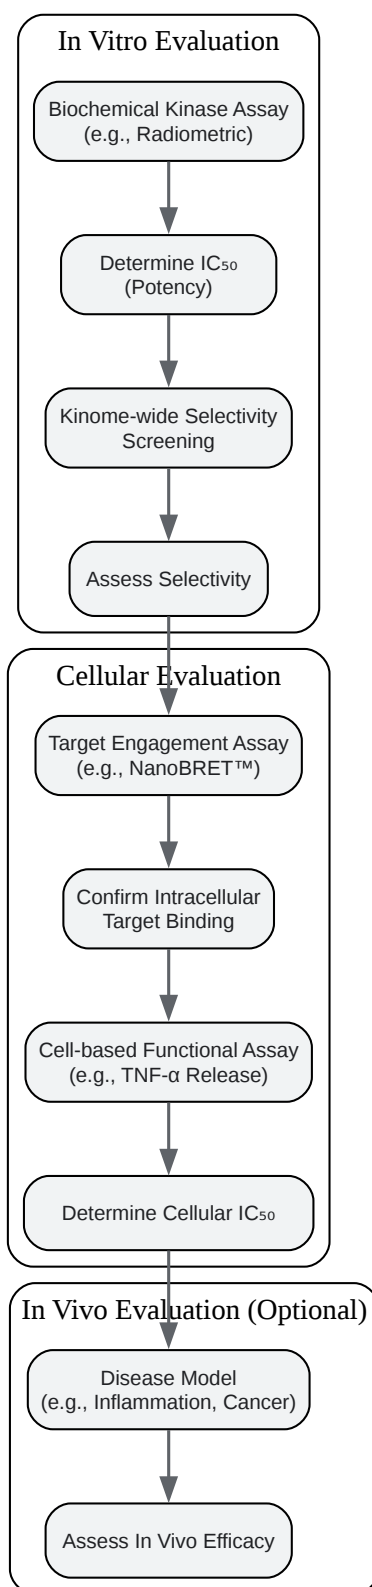 In Vitro Evaluation
Biochemical Kinase Assay
(e.g., Radiometric)
Determine IC₅₀
(Potency)
Kinome-wide Selectivity
Screening
Assess Selectivity
Cellular Evaluation
Target Engagement Assay
(e.g., NanoBRET™)
Confirm Intracellular
Target Binding
Cell-based Functional Assay
(e.g., TNF-α Release)
Determine Cellular IC₅₀
In Vivo Evaluation (Optional)
Disease Model
(e.g., Inflammation, Cancer)
Assess In Vivo Efficacy